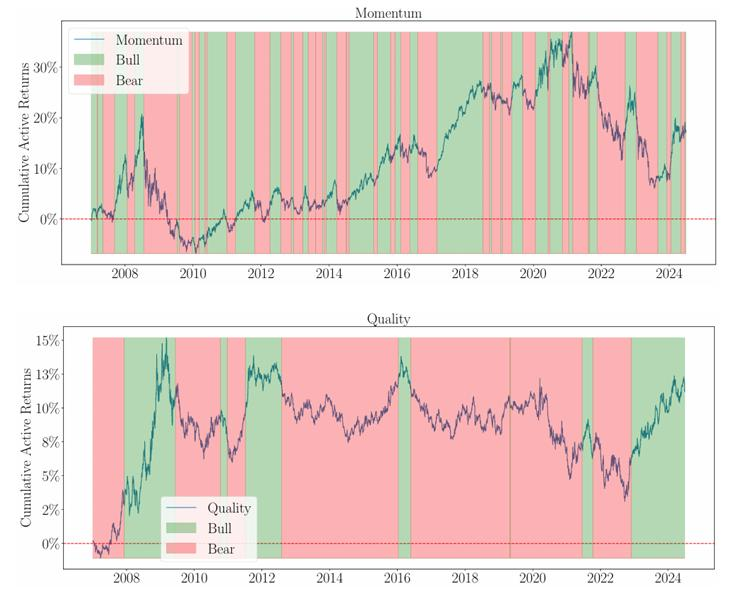 Momentum
Cumulative Active Returns
30%
20%
10%
0%
Momentum
Bull
Bear
2008 2010 2012 2014 2016 2018 2020 2022 2024
Quality
Cumulative Active Returns
15%
13%
10%
8%
5%
2%
0%
Quality
Bull
Bear
2008 2010 2012 2014 2016 2018 2020 2022 2024